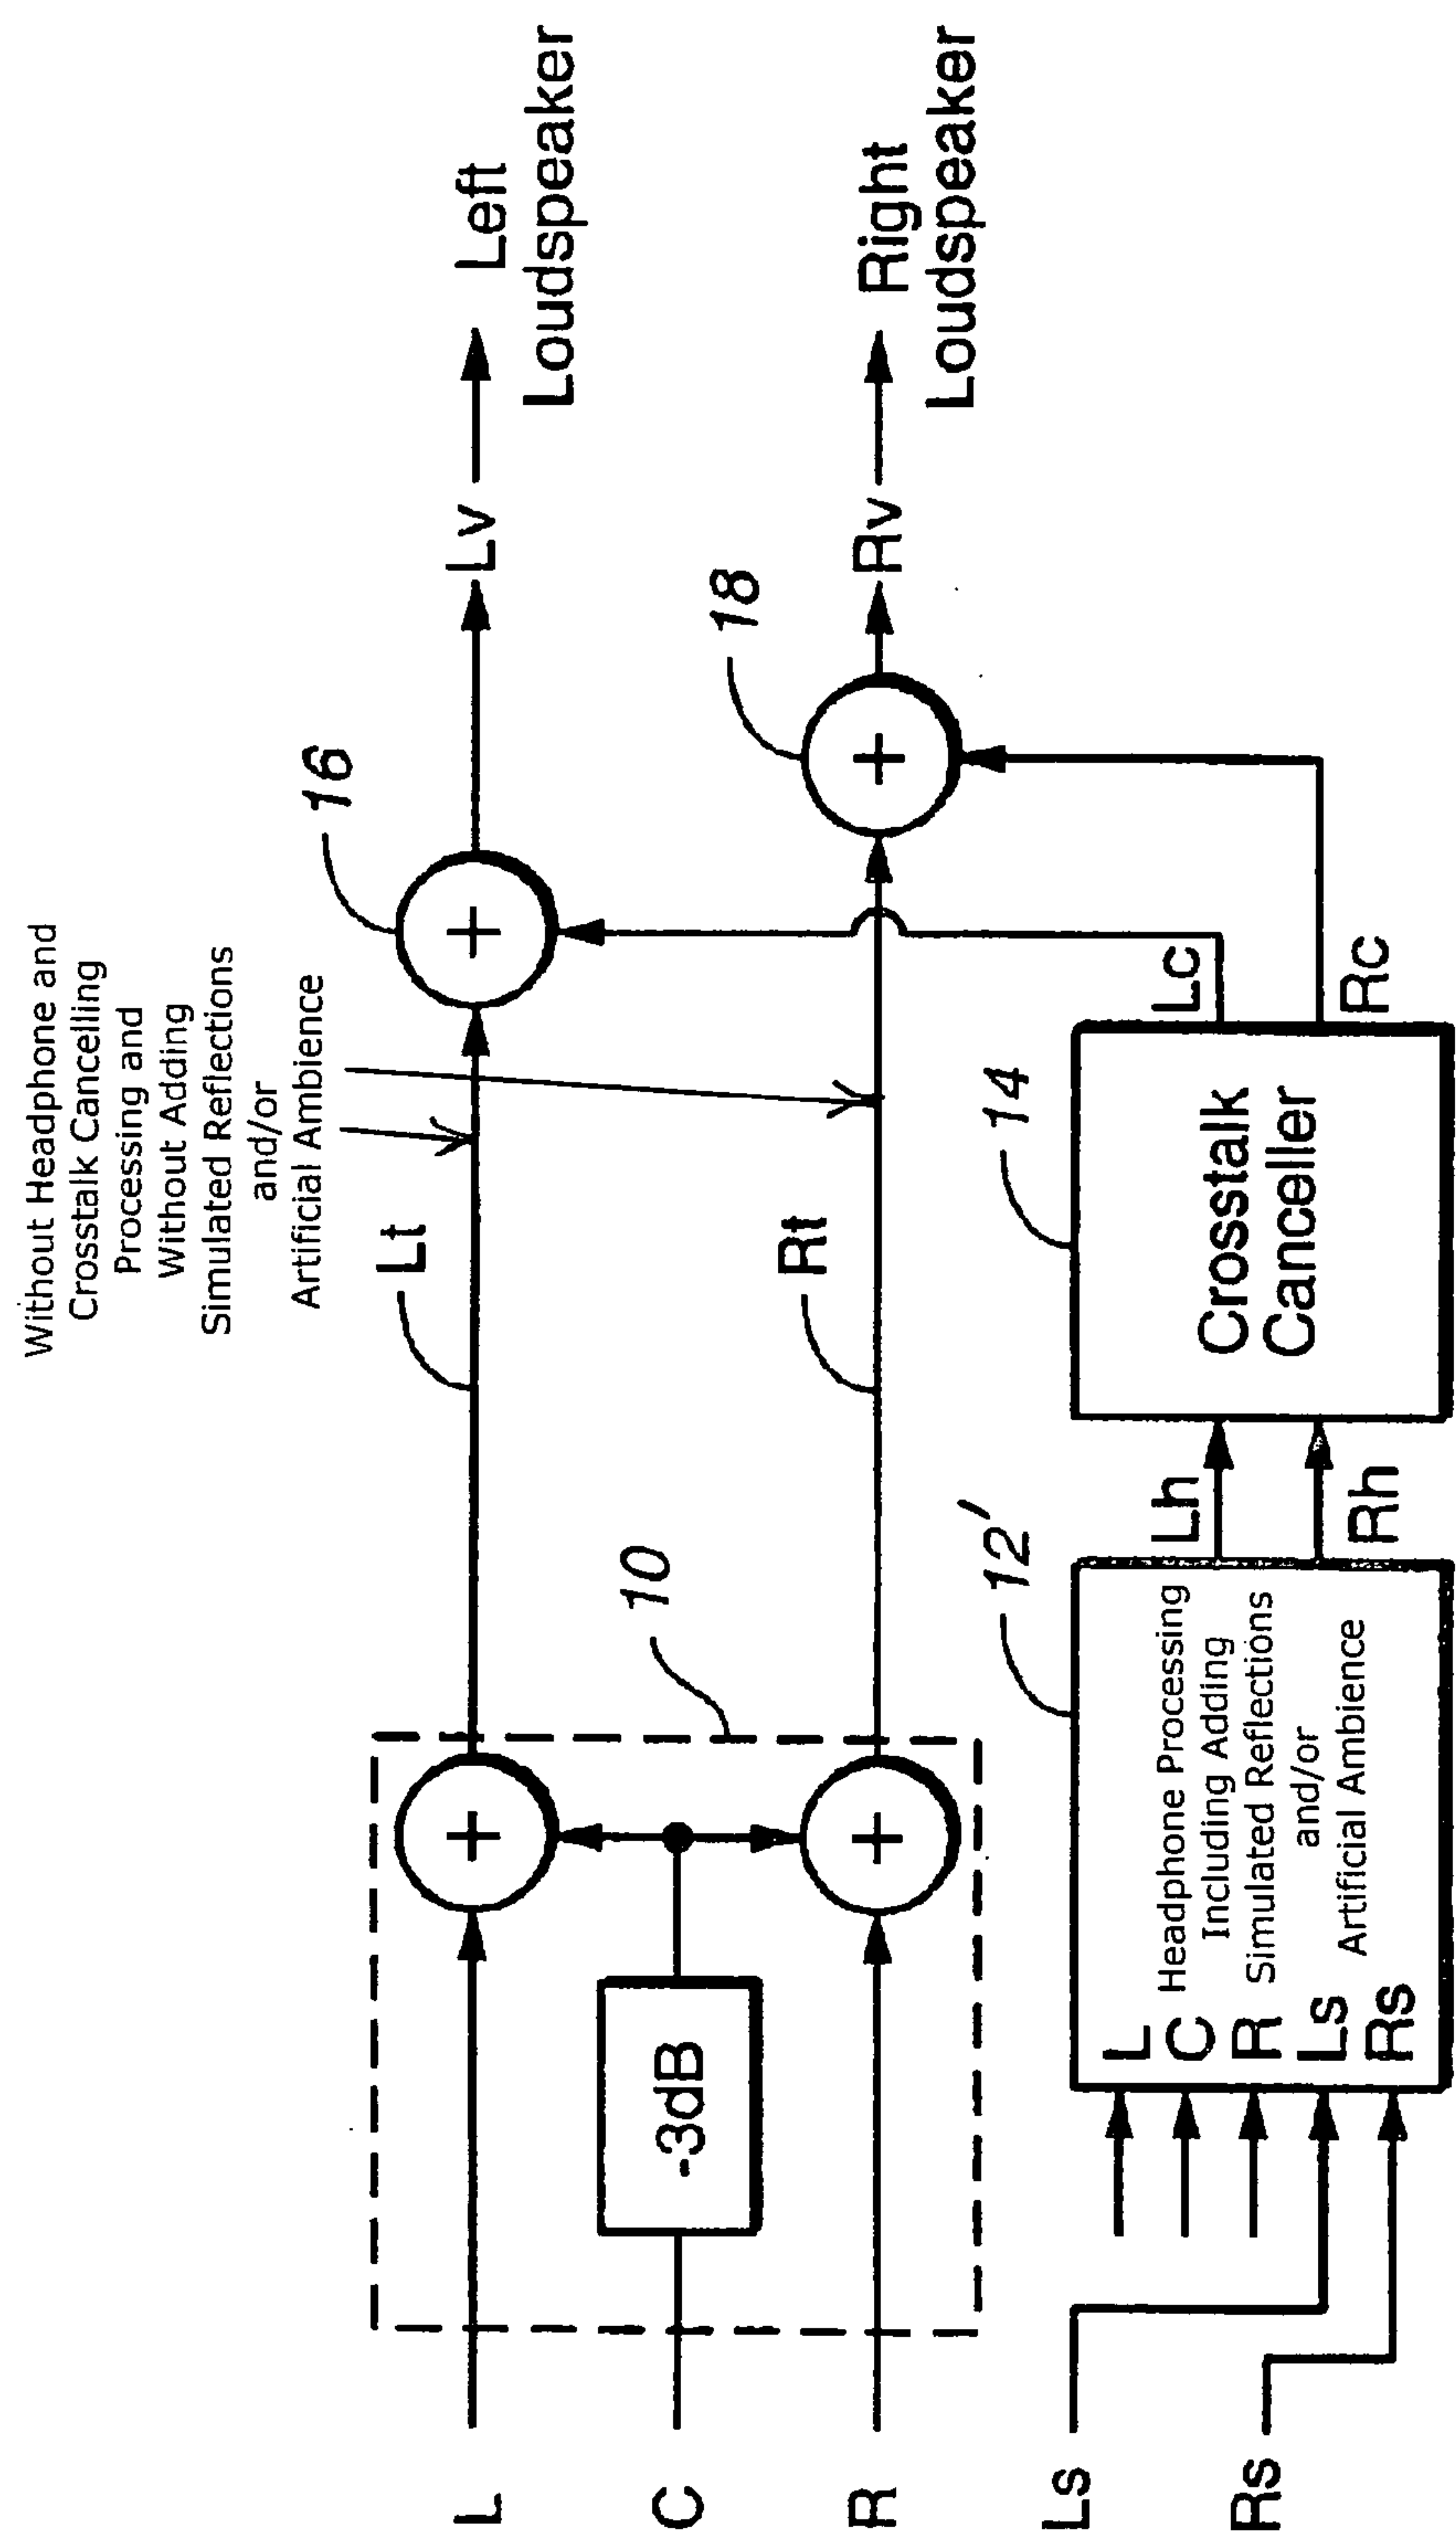 Without Headphone and
Crosstalk Cancelling
Processing and
Without Adding
Simulated Reflections
and/or
Artificial Ambience
L
C
R
Ls
Rs
-3dB
+
+
10
Lt
Rt
+
16
+
18
Lv
Rv
Left
Loudspeaker
Right
Loudspeaker
12'
L
C
R
Ls
Rs
Headphone Processing
Including Adding
Simulated Reflections
and/or
Artificial Ambience
Lh
Rh
14
Crosstalk
Canceller
Lc
Rc